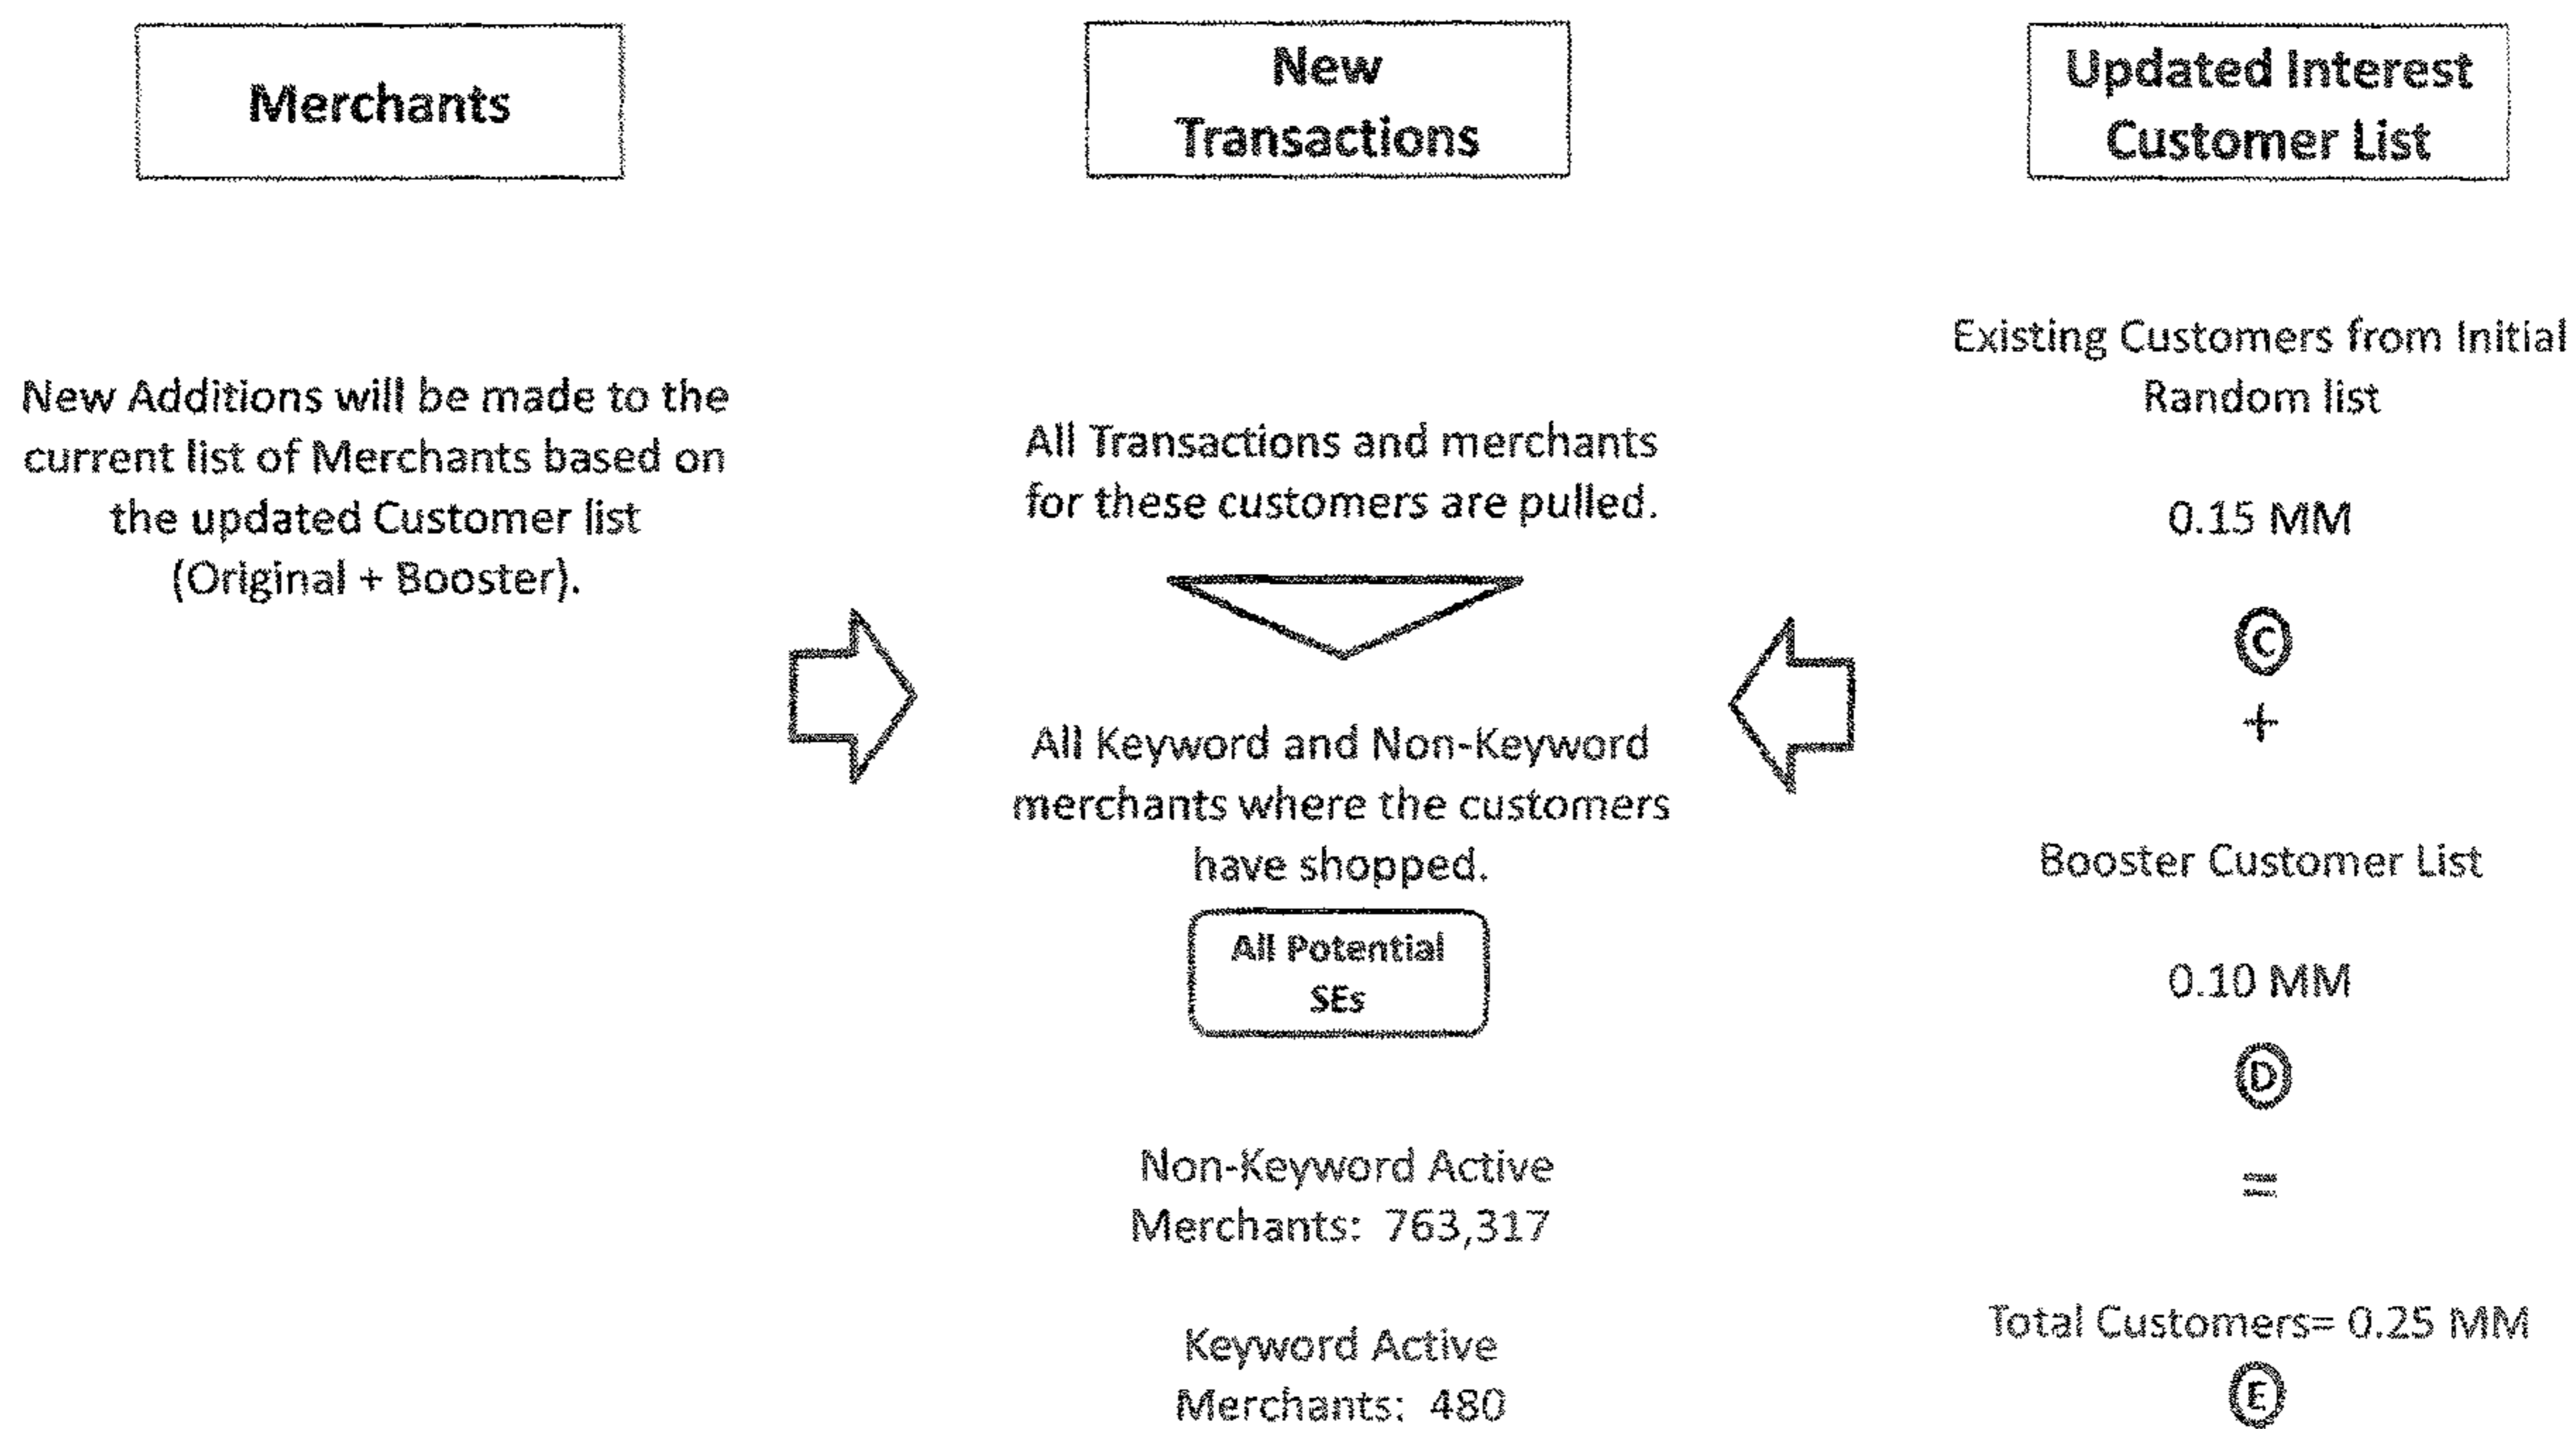 Merchants
New Additions will be made to the
current list of Merchants based on
the updated Customer list
(Original + Booster).
New
Transactions
All Transactions and merchants
for these customers are pulled.
All Keyword and Non-Keyword
merchants where the customers
have shopped.
All Potential
SEs
Non-Keyword Active
Merchants: 763,317
Keyword Active
Merchants: 480
Updated Interest
Customer List
Existing Customers from Initial
Random list
0.15 MM
C
+
Booster Customer List
0.10 MM
D
=
Total Customers= 0.25 MM
E